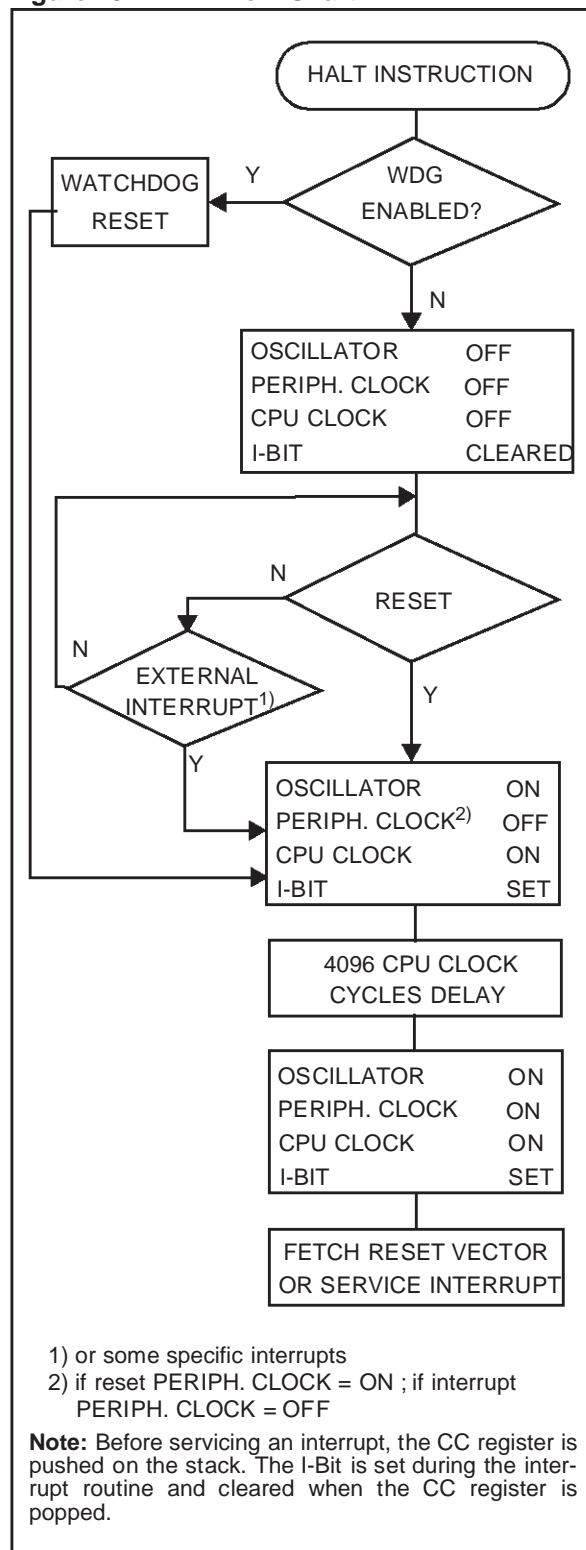 HALT INSTRUCTION
WDG
ENABLED?
Y
WATCHDOG
RESET
N
OSCILLATOR OFF
PERIPH. CLOCK OFF
CPU CLOCK OFF
I-BIT CLEARED
RESET
N
N
EXTERNAL
INTERRUPT1)
Y
Y
OSCILLATOR ON
PERIPH. CLOCK2) OFF
CPU CLOCK ON
I-BIT SET
4096 CPU CLOCK
CYCLES DELAY
OSCILLATOR ON
PERIPH. CLOCK ON
CPU CLOCK ON
I-BIT SET
FETCH RESET VECTOR
OR SERVICE INTERRUPT
1) or some specific interrupts
2) if reset PERIPH. CLOCK = ON ; if interrupt
PERIPH. CLOCK = OFF
Note: Before servicing an interrupt, the CC register is
pushed on the stack. The I-Bit is set during the inter-
rupt routine and cleared when the CC register is
popped.